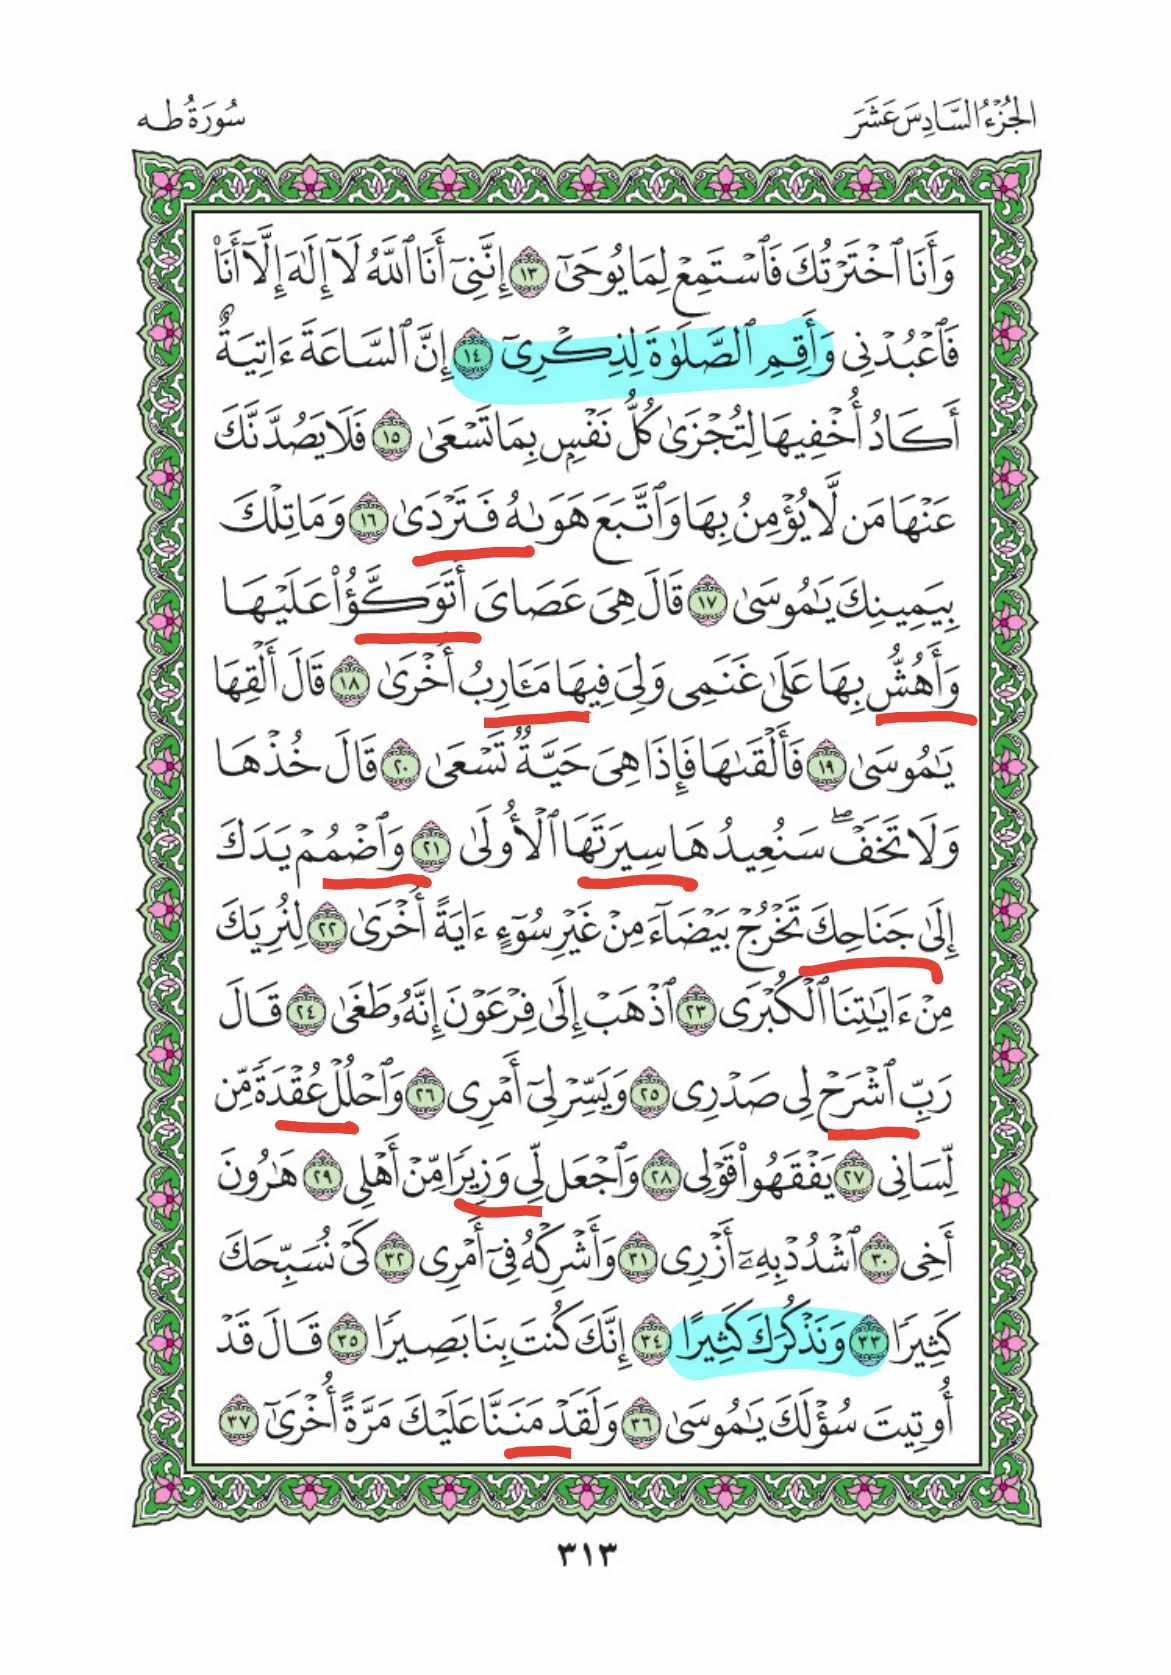 الجُزْءُ السَّادِسَ عَشَرَ
سُورَةُ طه
وَأَنَا ٱخْتَرْتُكَ فَٱسْتَمِعْ لِمَا يُوحَىٰٓ ١٣ إِنَّنِىٓ أَنَا ٱللَّهُ لَآ إِلَٰهَ إِلَّآ أَنَا۠
فَٱعْبُدْنِى وَأَقِمِ ٱلصَّلَوٰةَ لِذِكْرِىٓ ١٤ إِنَّ ٱلسَّاعَةَ ءَاتِيَةٌ
أَكَادُ أُخْفِيهَا لِتُجْزَىٰ كُلُّ نَفْسٍۭ بِمَا تَسْعَىٰ ١٥ فَلَا يَصُدَّنَّكَ
عَنْهَا مَن لَّا يُؤْمِنُ بِهَا وَٱتَّبَعَ هَوَىٰهُ فَتَرْدَىٰ ١٦ وَمَا تِلْكَ
بِيَمِينِكَ يَٰمُوسَىٰ ١٧ قَالَ هِىَ عَصَاىَ أَتَوَكَّؤُا۟ عَلَيْهَا
وَأَهُشُّ بِهَا عَلَىٰ غَنَمِى وَلِىَ فِيهَا مَـَٔارِبُ أُخْرَىٰ ١٨ قَالَ أَلْقِهَا
يَٰمُوسَىٰ ١٩ فَأَلْقَىٰهَا فَإِذَا هِىَ حَيَّةٌ تَسْعَىٰ ٢٠ قَالَ خُذْهَا
وَلَا تَخَفْ ۖ سَنُعِيدُهَا سِيرَتَهَا ٱلْأُولَىٰ ٢١ وَٱضْمُمْ يَدَكَ
إِلَىٰ جَنَاحِكَ تَخْرُجْ بَيْضَآءَ مِنْ غَيْرِ سُوٓءٍ ءَايَةً أُخْرَىٰ ٢٢ لِنُرِيَكَ
مِنْ ءَايَٰتِنَا ٱلْكُبْرَى ٢٣ ٱذْهَبْ إِلَىٰ فِرْعَوْنَ إِنَّهُۥ طَغَىٰ ٢٤ قَالَ
رَبِّ ٱشْرَحْ لِى صَدْرِى ٢٥ وَيَسِّرْ لِىٓ أَمْرِى ٢٦ وَٱحْلُلْ عُقْدَةً مِّن
لِّسَانِى ٢٧ يَفْقَهُوا۟ قَوْلِى ٢٨ وَٱجْعَل لِّى وَزِيرًا مِّنْ أَهْلِى ٢٩ هَٰرُونَ
أَخِى ٣٠ ٱشْدُدْ بِهِۦٓ أَزْرِى ٣١ وَأَشْرِكْهُ فِىٓ أَمْرِى ٣٢ كَىْ نُسَبِّحَكَ
كَثِيرًا ٣٣ وَنَذْكُرَكَ كَثِيرًا ٣٤ إِنَّكَ كُنتَ بِنَا بَصِيرًا ٣٥ قَالَ قَدْ
أُوتِيتَ سُؤْلَكَ يَٰمُوسَىٰ ٣٦ وَلَقَدْ مَنَنَّا عَلَيْكَ مَرَّةً أُخْرَىٰٓ ٣٧
٣١٣